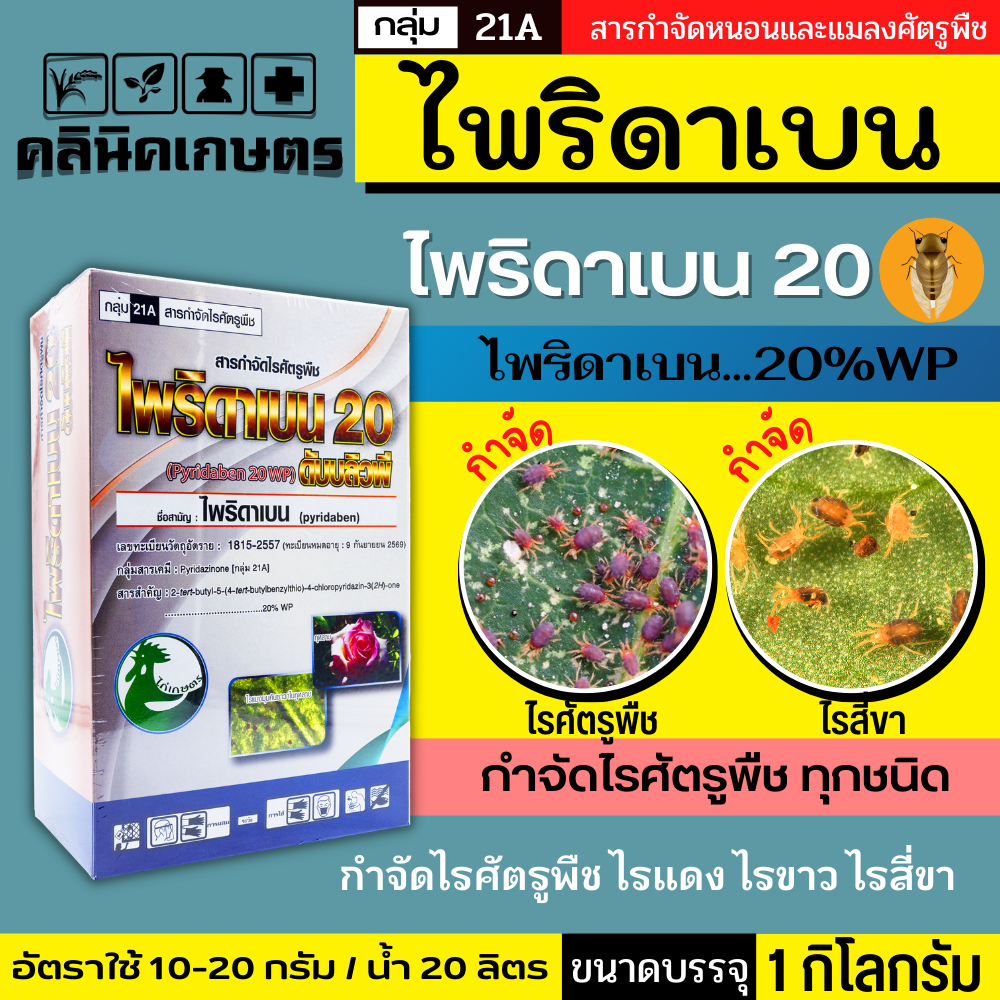 กลุ่ม 21A สารกำจัดหนอนและแมลงศัตรูพืช
คลินิคเกษตร
ไพริดาเบน
ไพริดาเบน 20
ไพริดาเบน...20%WP
กลุ่ม 21A สารกำจัดไรศัตรูพืช
สารกำจัดไรศัตรูพืช
ไพริดาเบน 20
(Pyridaben 20 WP) ดับบลิวพี
ชื่อสามัญ : ไพริดาเบน (pyridaben)
เลขทะเบียนวัตถุอันตราย : 1815-2557 (ทะเบียนหมดอายุ : 9 กันยายยน 2569)
กลุ่มสารเคมี : Pyridazinone [กลุ่ม 21A]
สารสำคัญ : 2-tert-butyl-5-(4-tert-butylbenzylthio)-4-chloropyridazin-3(2H)-one
....................20% WP
กุหลาบ
ไก่เกษตร
กำจัด
กำจัด
ไรศัตรูพืช
ไรสี่ขา
กำจัดไรศัตรูพืช ทุกชนิด
กำจัดไรศัตรูพืช ไรแดง ไรขาว ไรสี่ขา
อัตราใช้ 10-20 กรัม / น้ำ 20 ลิตร
ขนาดบรรจุ 1 กิโลกรัม